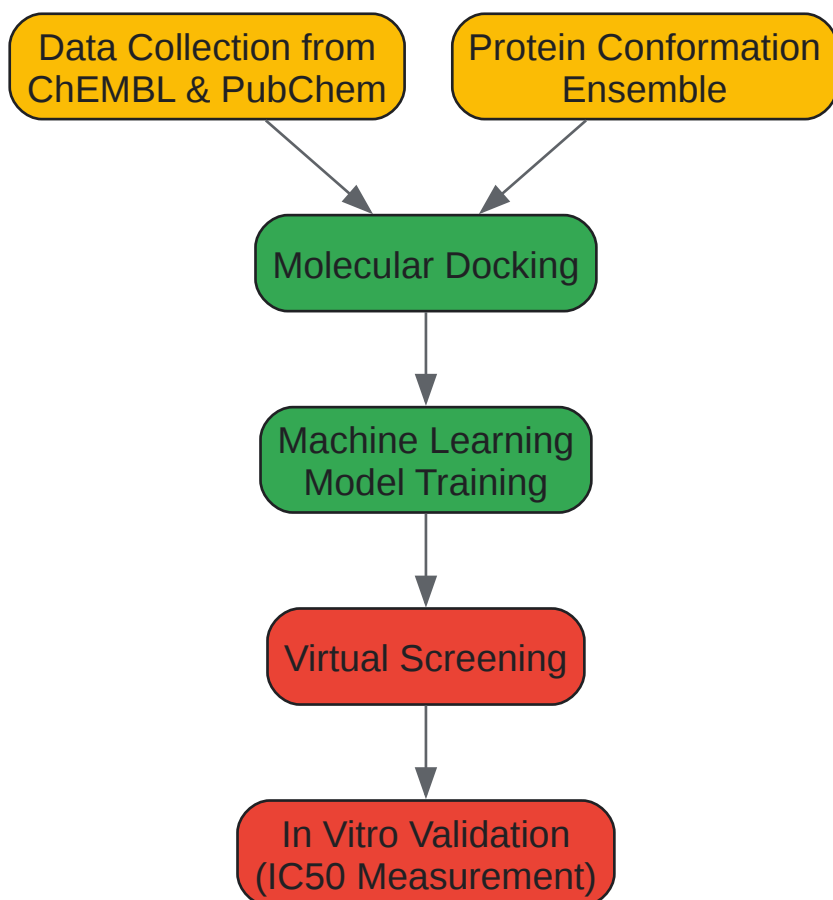 Data Collection from
ChEMBL & PubChem
Protein Conformation
Ensemble
Molecular Docking
Machine Learning
Model Training
Virtual Screening
In Vitro Validation
(IC50 Measurement)